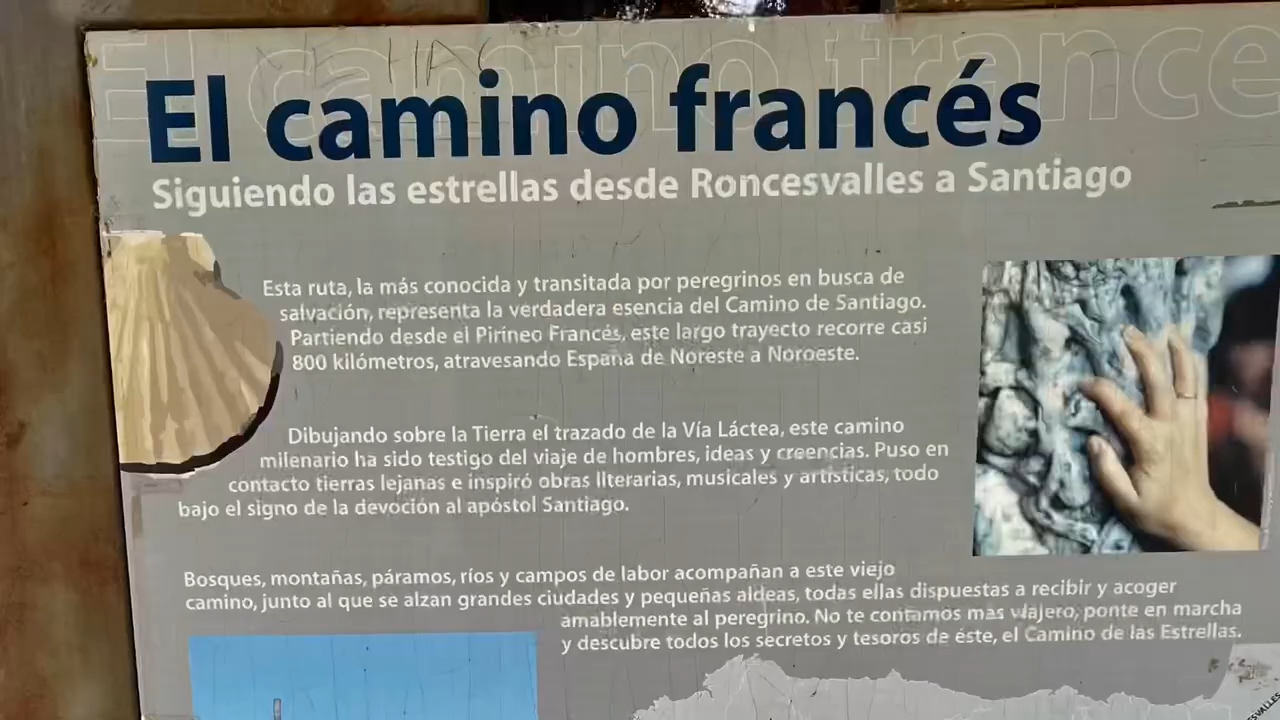 El camino france
El camino francés
Siguiendo las estrellas desde Roncesvalles a Santiago
Esta ruta, la más conocida y transitada por peregrinos en busca de
salvación, representa la verdadera esencia del Camino de Santiago.
Partiendo desde el Pirineo Francés, este largo trayecto recorre casi
800 kilómetros, atravesando España de Noreste a Noroeste.
Dibujando sobre la Tierra el trazado de la Vía Láctea, este camino
milenario ha sido testigo del viaje de hombres, ideas y creencias. Puso en
contacto tierras lejanas e inspiró obras literarias, musicales y artísticas, todo
bajo el signo de la devoción al apóstol Santiago.
Bosques, montañas, páramos, ríos y campos de labor acompañan a este viejo
camino, junto al que se alzan grandes ciudades y pequeñas aldeas, todas ellas dispuestas a recibir y acoger
amablemente al peregrino. No te contamos mas viajero, ponte en marcha
y descubre todos los secretos y tesoros de éste, el Camino de las Estrellas.
ESVALLES